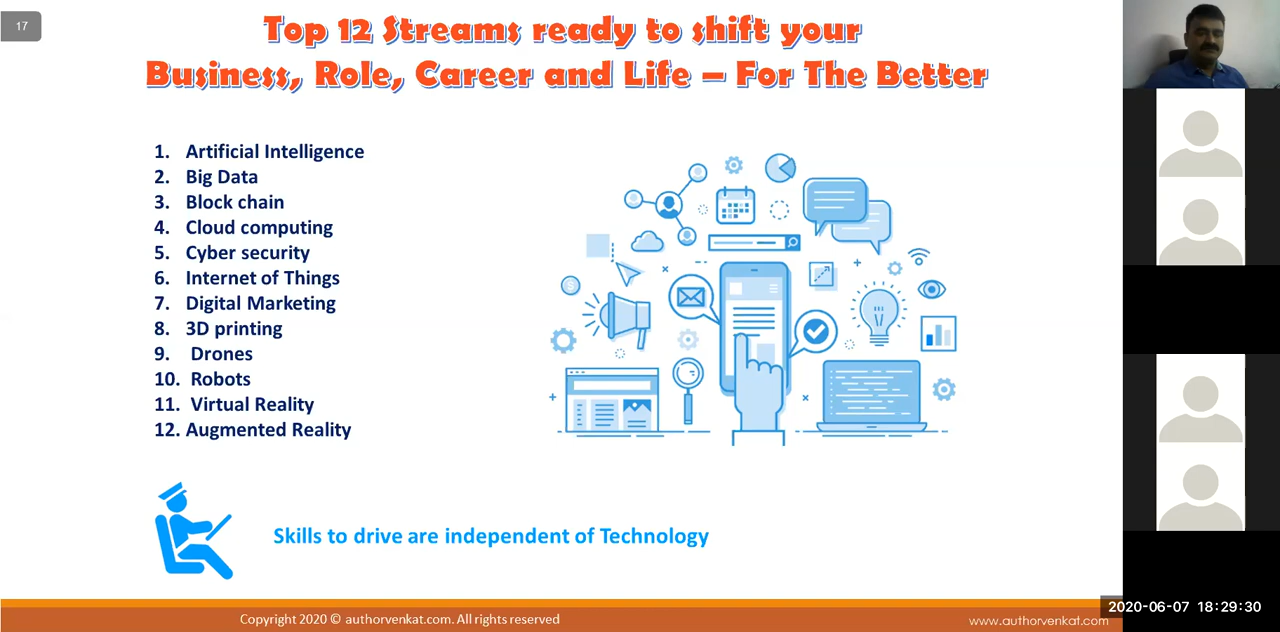 17
Top 12 Streams ready to shift your
Business, Role, Career and Life – For The Better
1. Artificial Intelligence
2. Big Data
3. Block chain
4. Cloud computing
5. Cyber security
6. Internet of Things
7. Digital Marketing
8. 3D printing
9. Drones
10. Robots
11. Virtual Reality
12. Augmented Reality
Skills to drive are independent of Technology
Copyright 2020 © authorvenkat.com. All rights reserved
www.authorvenkat.com
2020-06-07 18:29:30